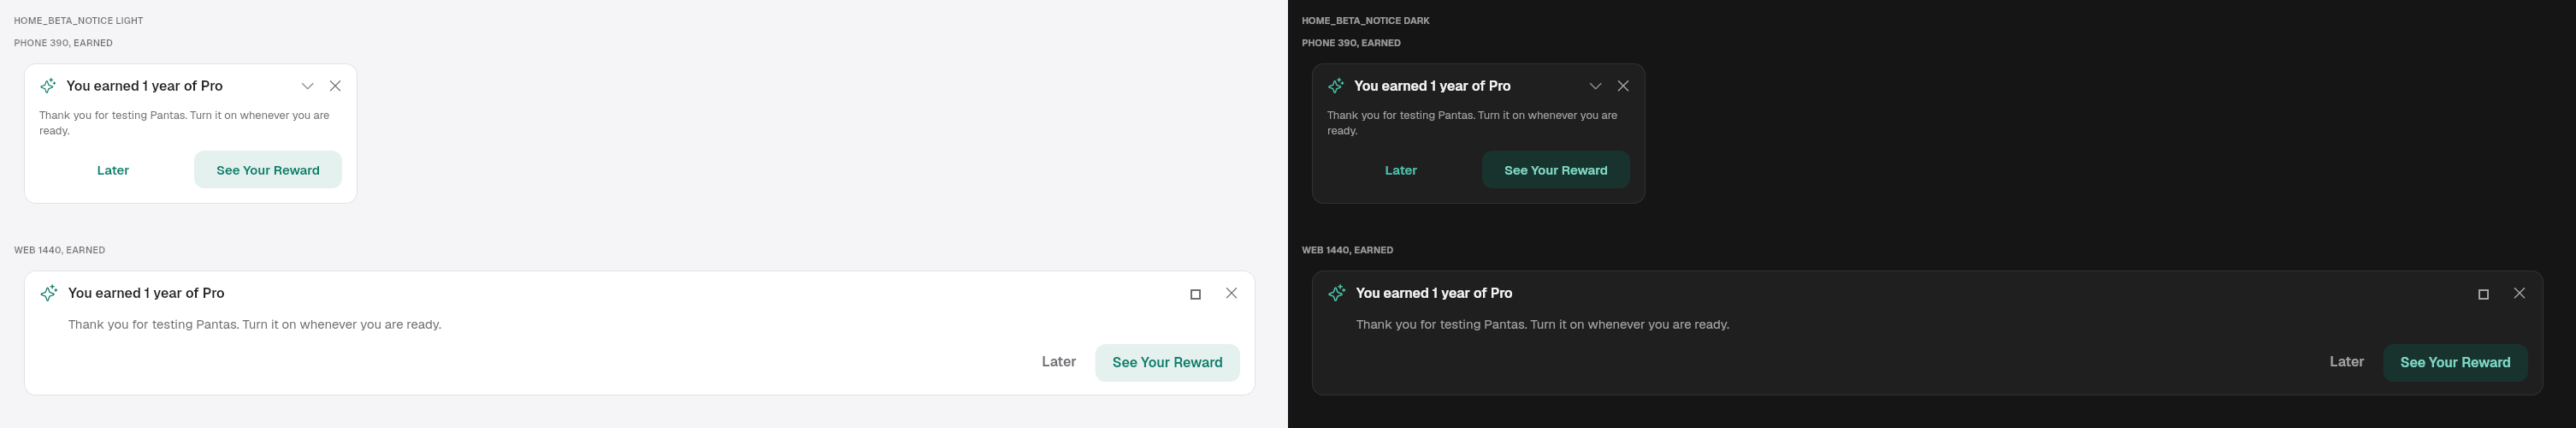 HOME_BETA_NOTICE LIGHT
PHONE 390, EARNED
You earned 1 year of Pro
Thank you for testing Pantas. Turn it on whenever you are
ready.
Later
See Your Reward
WEB 1440, EARNED
You earned 1 year of Pro
Thank you for testing Pantas. Turn it on whenever you are ready.
Later
See Your Reward
HOME_BETA_NOTICE DARK
PHONE 390, EARNED
You earned 1 year of Pro
Thank you for testing Pantas. Turn it on whenever you are
ready.
Later
See Your Reward
WEB 1440, EARNED
You earned 1 year of Pro
Thank you for testing Pantas. Turn it on whenever you are ready.
Later
See Your Reward